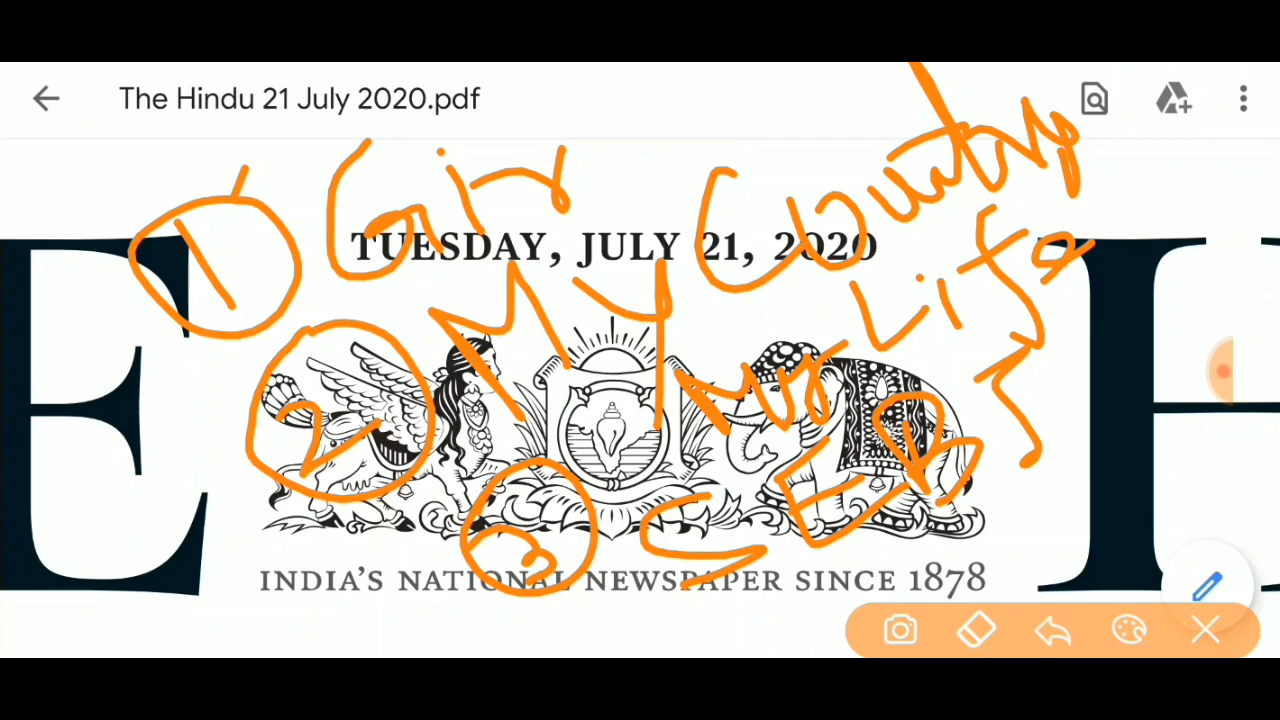 The Hindu 21 July 2020.pdf
1 Gir
TUESDAY, JULY 21, 2020
2 MY Country
My Life
3 SEBI
E H
INDIA'S NATIONAL NEWSPAPER SINCE 1878